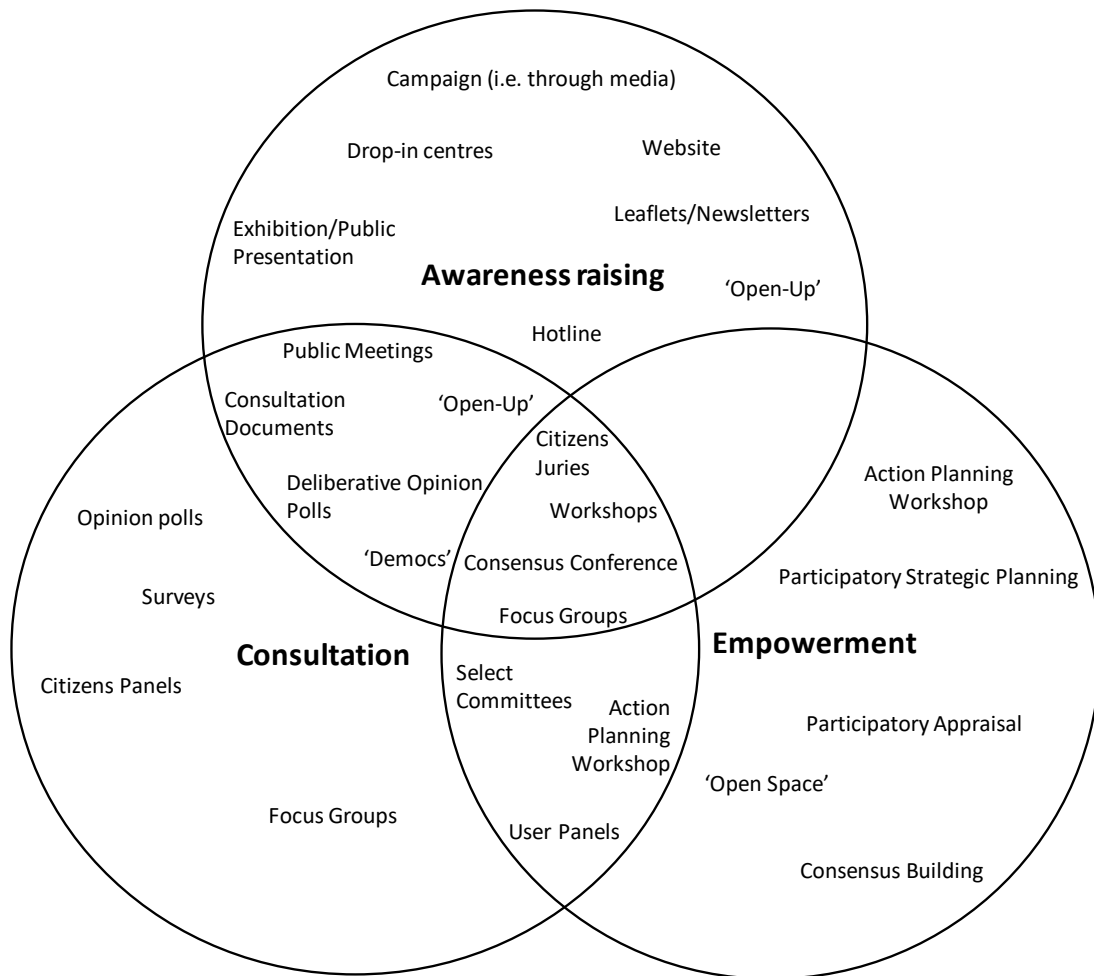 Campaign (i.e. through media)
Drop-in centres
Website
Leaflets/Newsletters
Exhibition/Public
Presentation
Awareness raising
‘Open-Up’
Hotline
Public Meetings
Consultation
Documents
‘Open-Up’
Citizens
Juries
Deliberative Opinion
Polls
Workshops
‘Democs’
Consensus Conference
Focus Groups
Action Planning
Workshop
Participatory Strategic Planning
Opinion polls
Surveys
Consultation
Citizens Panels
Focus Groups
Select
Committees
Action
Planning
Workshop
User Panels
Empowerment
Participatory Appraisal
‘Open Space’
Consensus Building